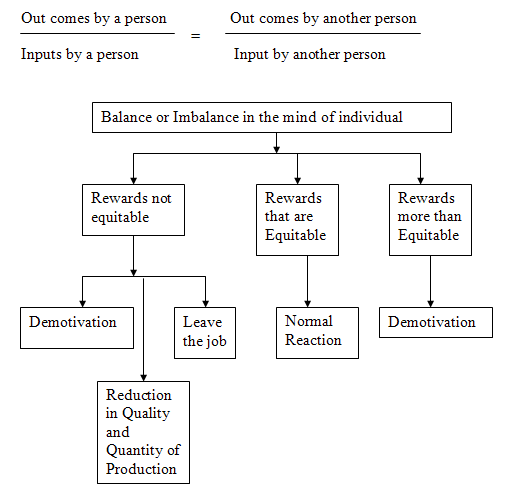 Out comes by a person
Out comes by another person
=
Inputs by a person
Input by another person
Balance or Imbalance in the mind of individual
Rewards not
equitable
Rewards
that are
Equitable
Rewards
more than
Equitable
Demotivation
Leave
the job
Normal
Reaction
Demotivation
Reduction
in Quality
and
Quantity of
Production